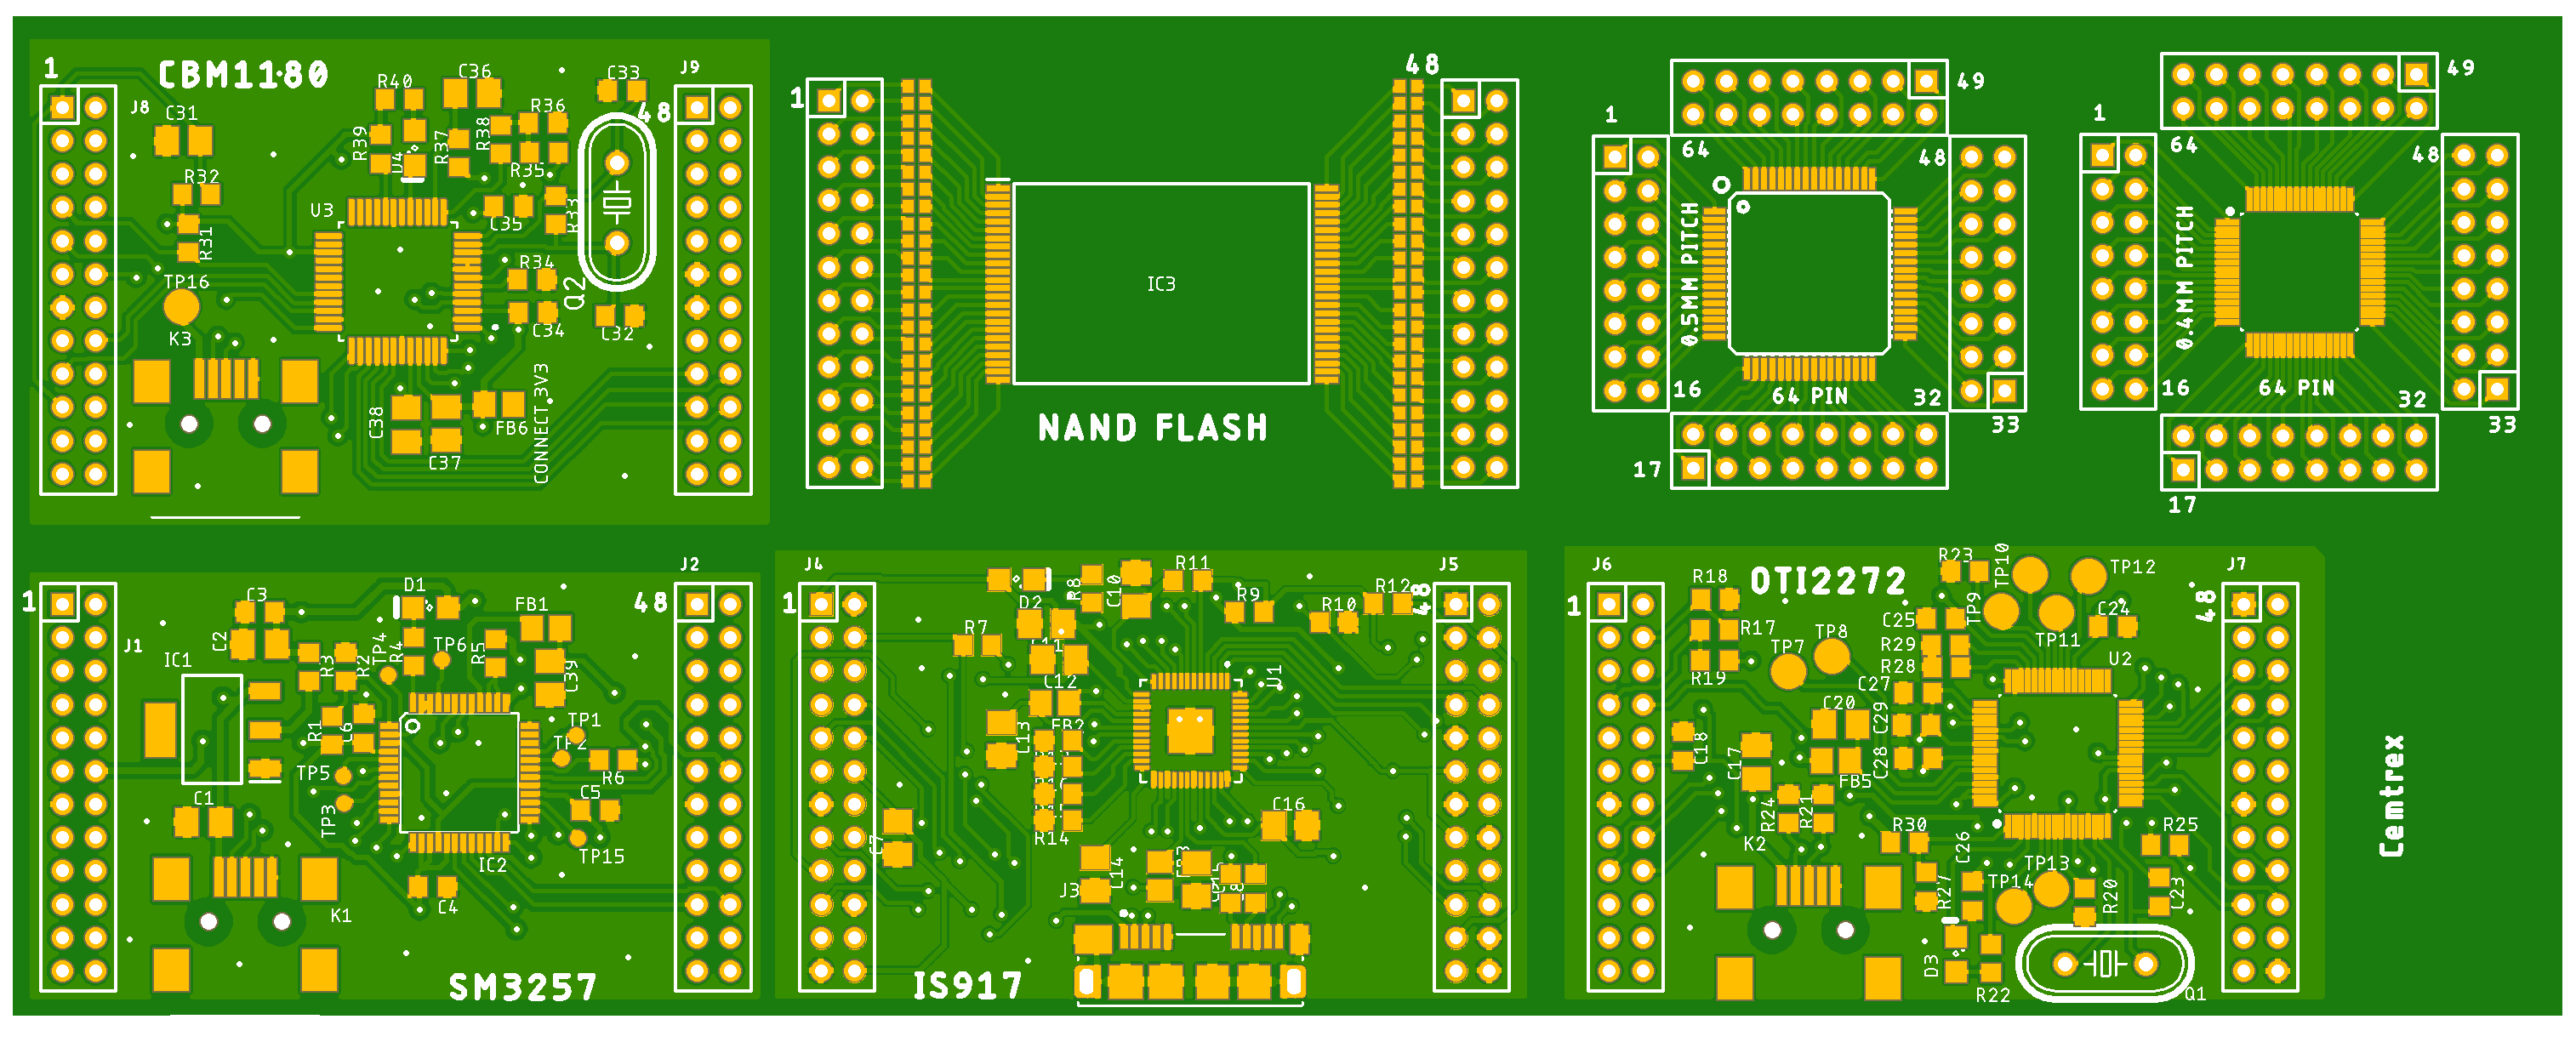 CBM1180
1
J8
C31
R32
R31
TP16
K3
R40
C36
C33
J9
48
R39
R37
R38
R36
R35
U3
C35
R33
R34
C34
Q2
C32
C38
C37
FB6
CONNECT 3V3
1
48
IC3
NAND FLASH
49
1
64
48
0.5MM PITCH
16
64 PIN
32
33
17
49
1
64
48
0.4MM PITCH
16
64 PIN
32
33
17
1
J1
C3
C2
IC1
D1
FB1
J2
48
R3
R2
TP4
R4
TP6
R5
C39
R1
C6
TP1
TP2
R6
TP5
TP3
C1
C5
TP15
IC2
C4
K1
SM3257
J4
1
D2
R8
C10
R11
R9
R10
R12
J5
48
R7
C12
U1
C13
FB2
R14
C7
C16
C14
J3
IS917
J6
1
R18
OTI2272
R23
TP10
TP12
J7
48
R17
TP7
TP8
C25
TP9
TP11
C24
R19
R29
R28
U2
C27
C20
C29
C18
C17
C28
FB5
R24
R21
K2
R30
C26
R25
TP13
TP14
R27
R20
C23
D3
R22
Q1
Cemtrex